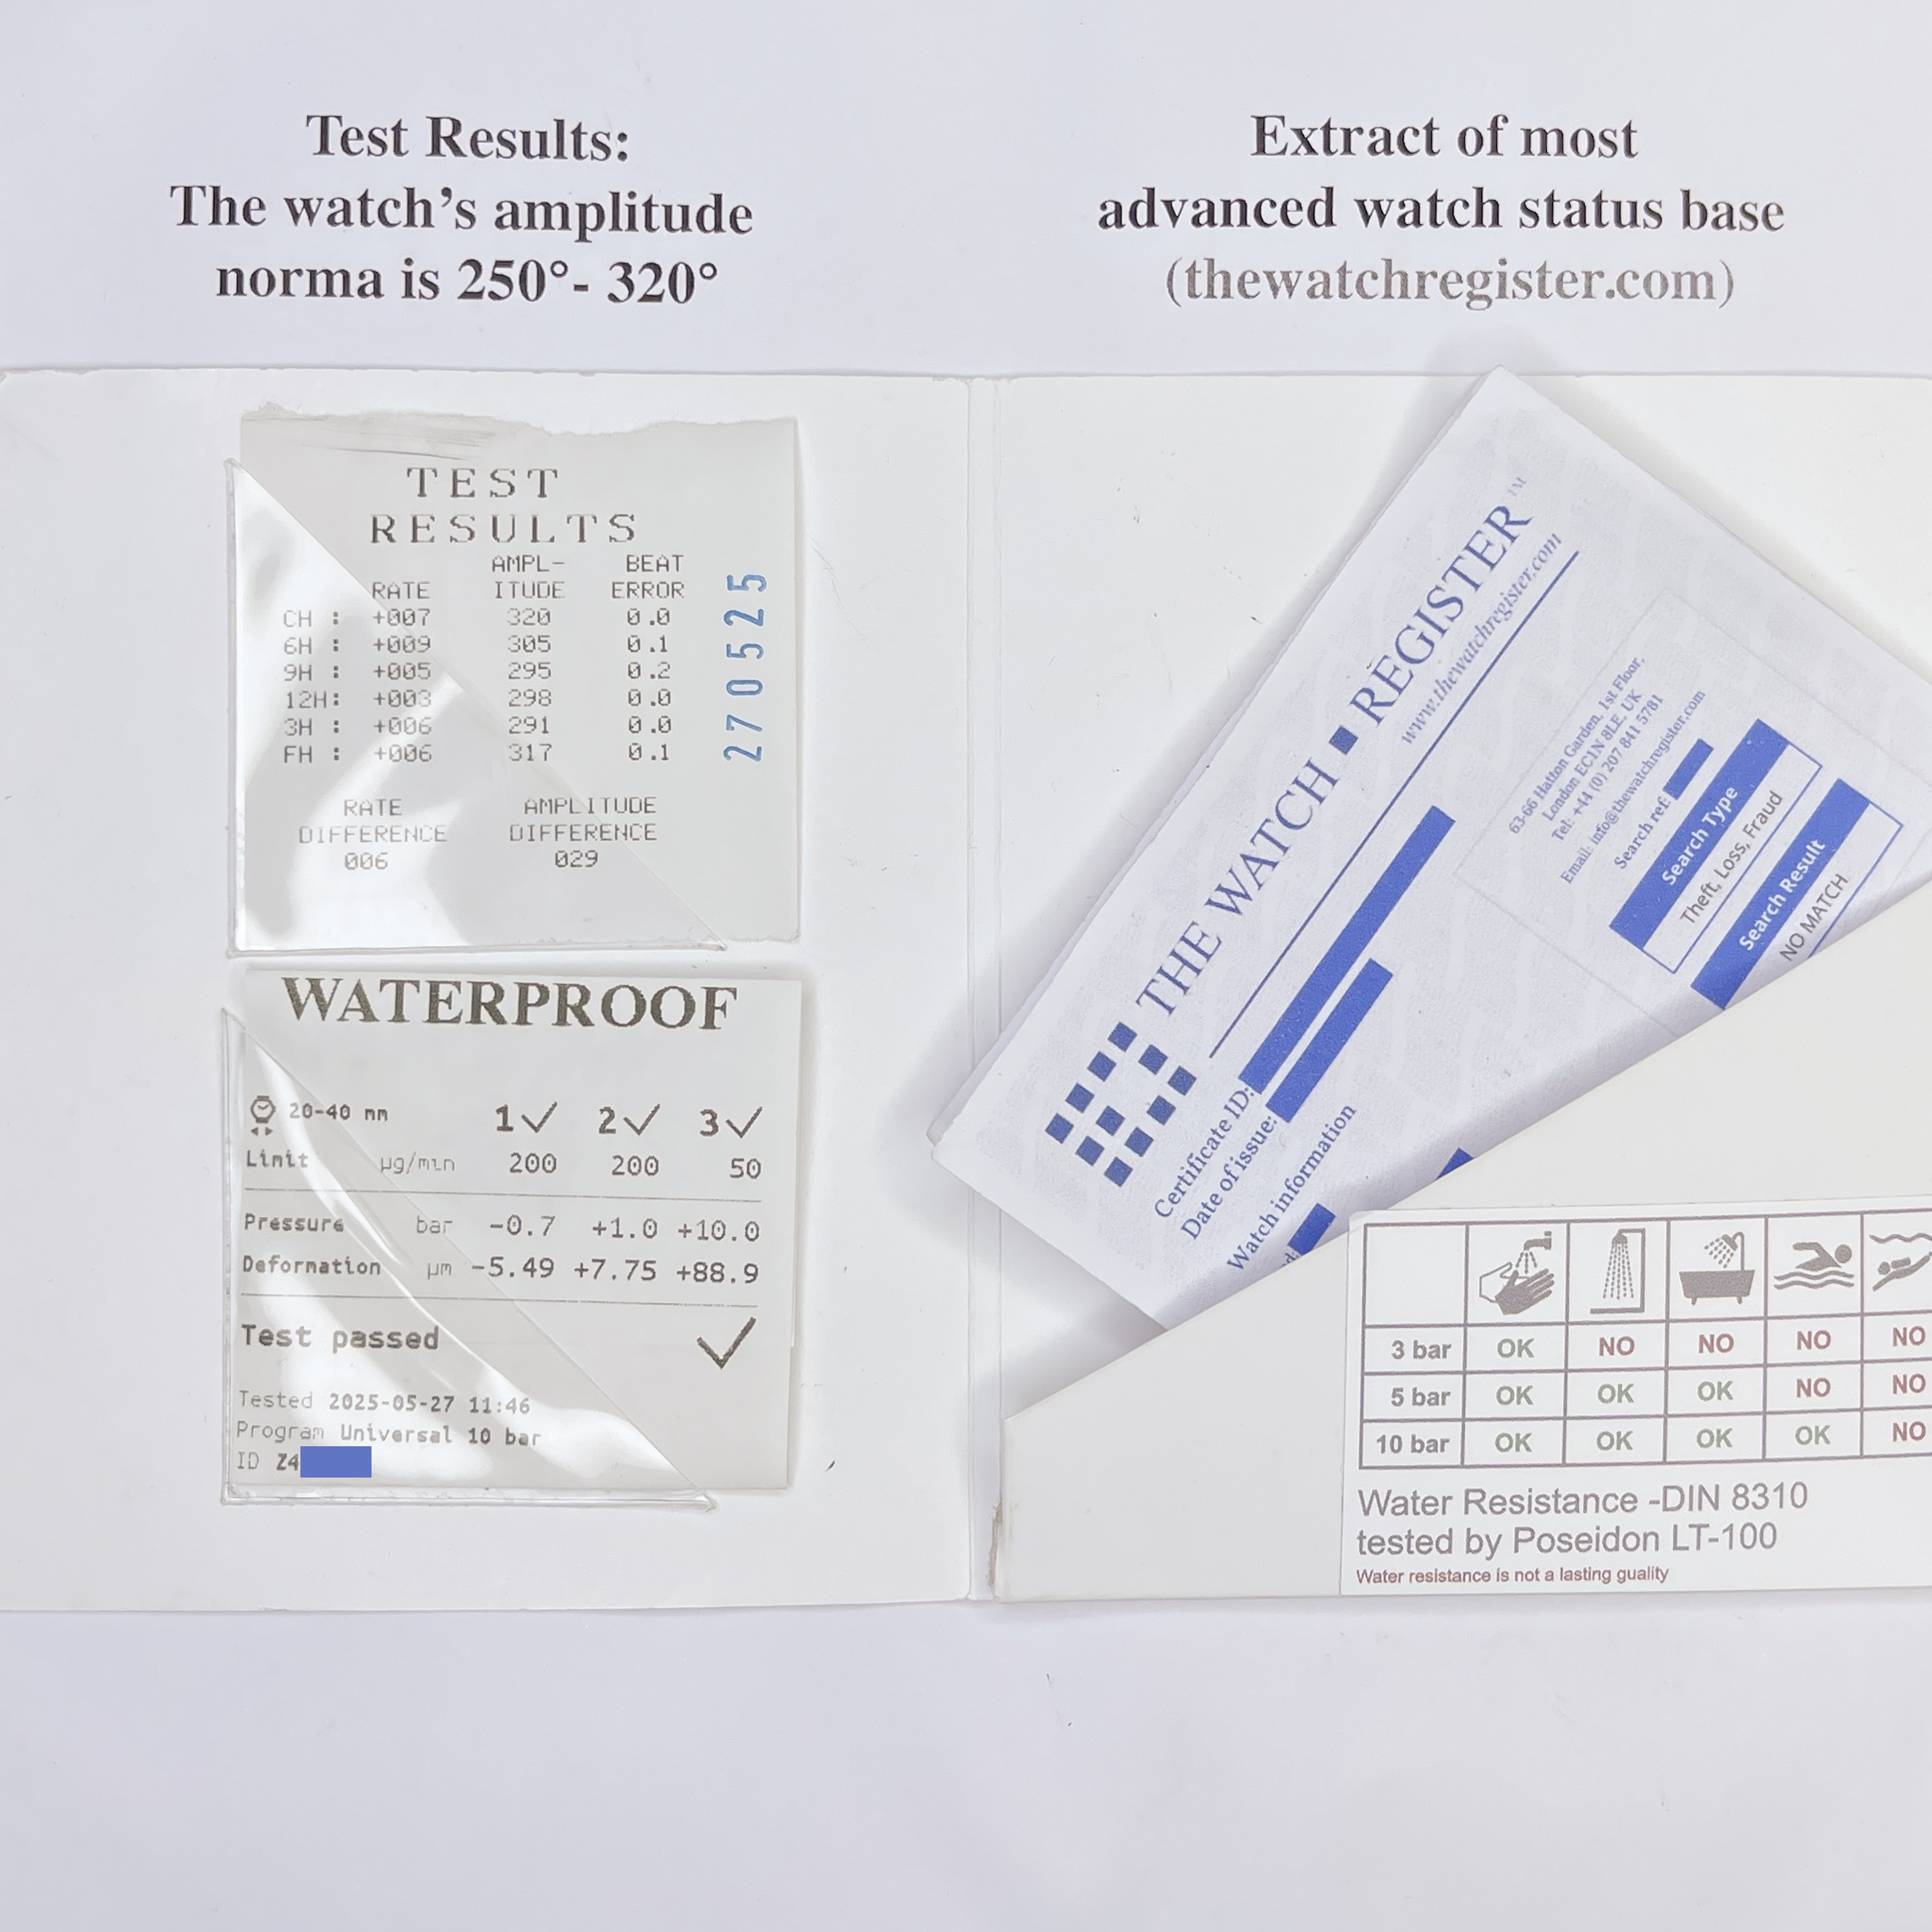 Test Results:
The watch's amplitude
norma is 250°- 320°
Extract of most
advanced watch status base
(thewatchregister.com)
TEST
RESULTS
AMPL- BEAT
RATE ITUDE ERROR
CH : +007 320 0.0
6H : +009 305 0.1
9H : +005 295 0.2
12H: +003 298 0.0
3H : +006 291 0.0
FH : +006 317 0.1
RATE AMPLITUDE
DIFFERENCE DIFFERENCE
006 029
270525
WATERPROOF
20-40 mm 1✓ 2✓ 3✓
Limit µg/min 200 200 50
Pressure bar -0.7 +1.0 +10.0
Deformation µm -5.49 +7.75 +88.9
Test passed ✓
Tested 2025-05-27 11:46
Program Universal 10 bar
ID Z4
THE WATCH REGISTER™
www.thewatchregister.com
63-66 Hatton Garden, 1st Floor,
London EC1N 8LE, UK
Tel: +44 (0) 207 841 5781
Email: info@thewatchregister.com
Search ref:
Search Type
Theft, Loss, Fraud
Search Result
NO MATCH
Certificate ID:
Date of issue:
Watch information
3 bar OK NO NO NO NO
5 bar OK OK OK NO NO
10 bar OK OK OK OK NO
Water Resistance -DIN 8310
tested by Poseidon LT-100
Water resistance is not a lasting guality